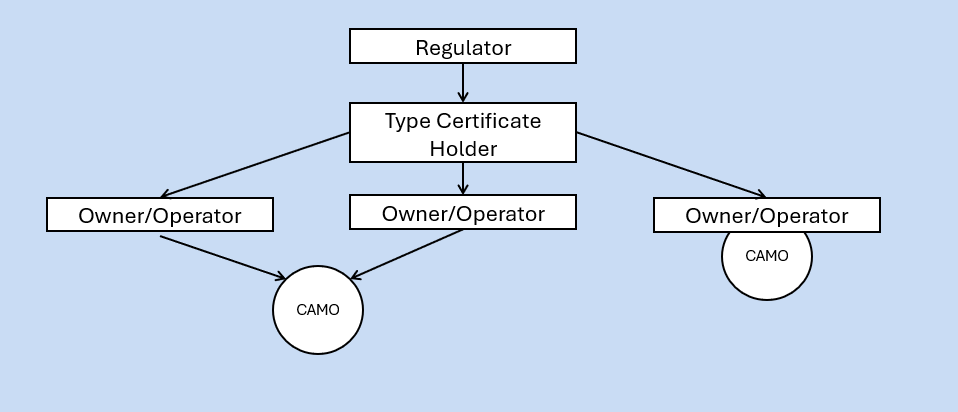 Regulator
Type Certificate
Holder
Owner/Operator
Owner/Operator
Owner/Operator
CAMO
CAMO